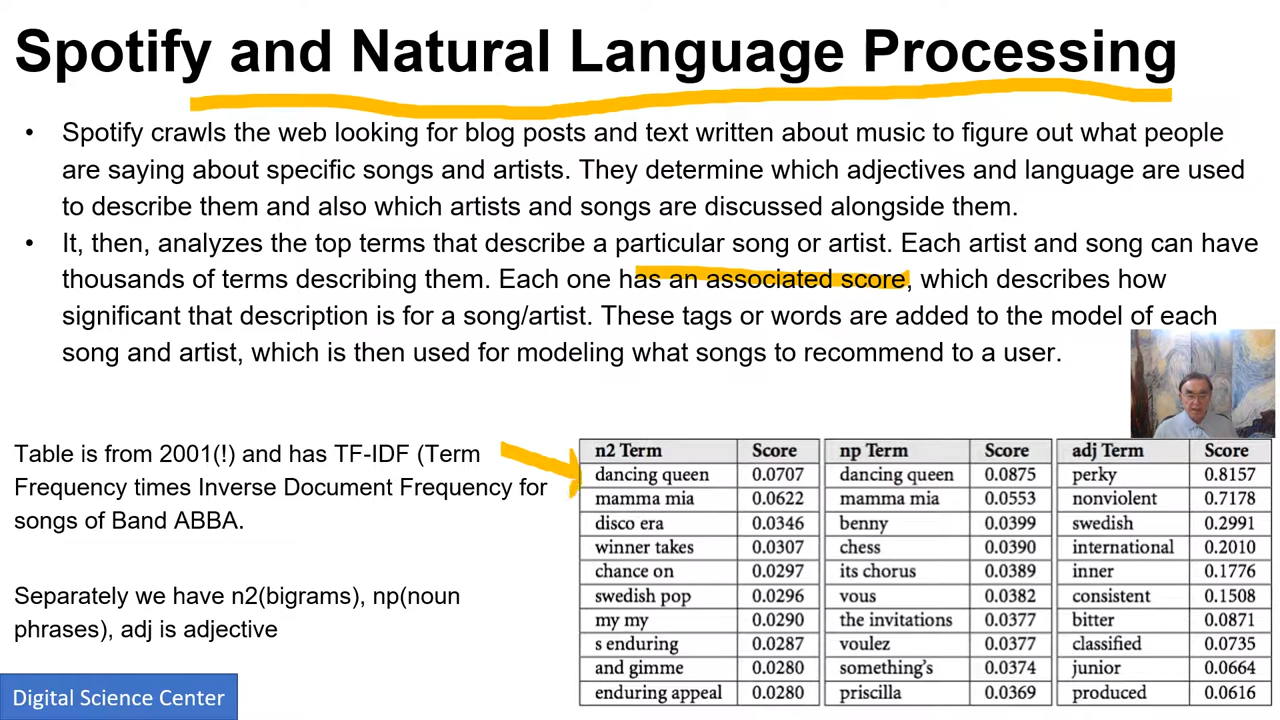 Spotify and Natural Language Processing
• Spotify crawls the web looking for blog posts and text written about music to figure out what people
are saying about specific songs and artists. They determine which adjectives and language are used
to describe them and also which artists and songs are discussed alongside them.
• It, then, analyzes the top terms that describe a particular song or artist. Each artist and song can have
thousands of terms describing them. Each one has an associated score, which describes how
significant that description is for a song/artist. These tags or words are added to the model of each
song and artist, which is then used for modeling what songs to recommend to a user.
Table is from 2001(!) and has TF-IDF (Term
Frequency times Inverse Document Frequency for
songs of Band ABBA.
Separately we have n2(bigrams), np(noun
phrases), adj is adjective
n2 Term Score np Term Score adj Term Score
dancing queen 0.0707 dancing queen 0.0875 perky 0.8157
mamma mia 0.0622 mamma mia 0.0553 nonviolent 0.7178
disco era 0.0346 benny 0.0399 swedish 0.2991
winner takes 0.0307 chess 0.0390 international 0.2010
chance on 0.0297 its chorus 0.0389 inner 0.1776
swedish pop 0.0296 vous 0.0382 consistent 0.1508
my my 0.0290 the invitations 0.0377 bitter 0.0871
s enduring 0.0287 voulez 0.0377 classified 0.0735
and gimme 0.0280 something's 0.0374 junior 0.0664
enduring appeal 0.0280 priscilla 0.0369 produced 0.0616
Digital Science Center